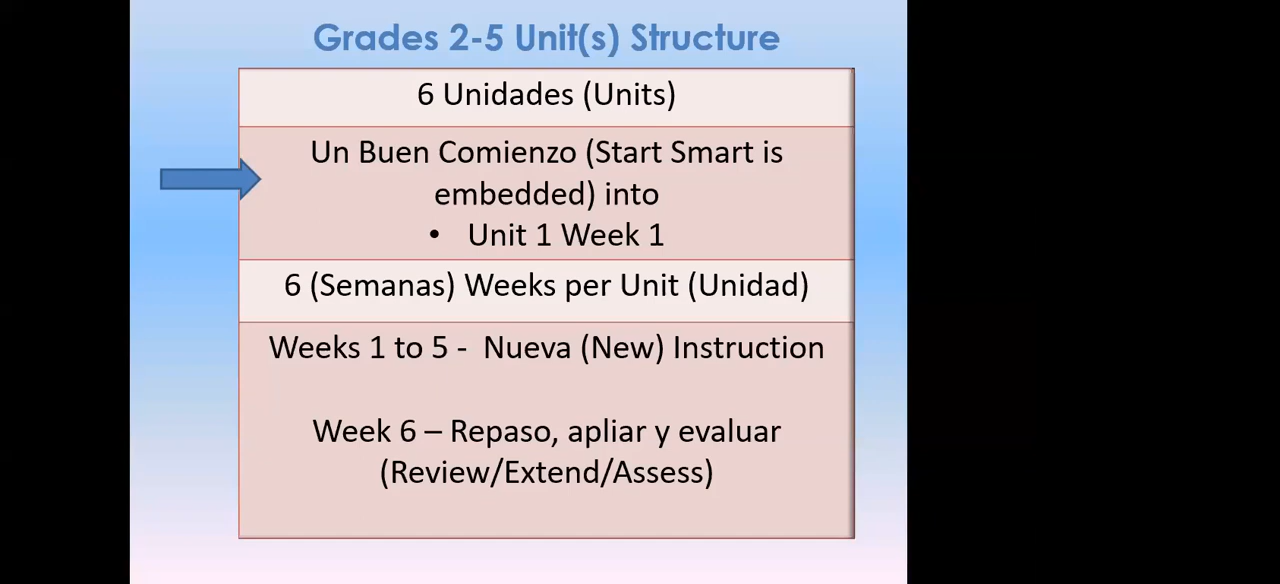 Grades 2-5 Unit(s) Structure
6 Unidades (Units)
Un Buen Comienzo (Start Smart is
embedded) into
• Unit 1 Week 1
6 (Semanas) Weeks per Unit (Unidad)
Weeks 1 to 5 - Nueva (New) Instruction
Week 6 – Repaso, apliar y evaluar
(Review/Extend/Assess)